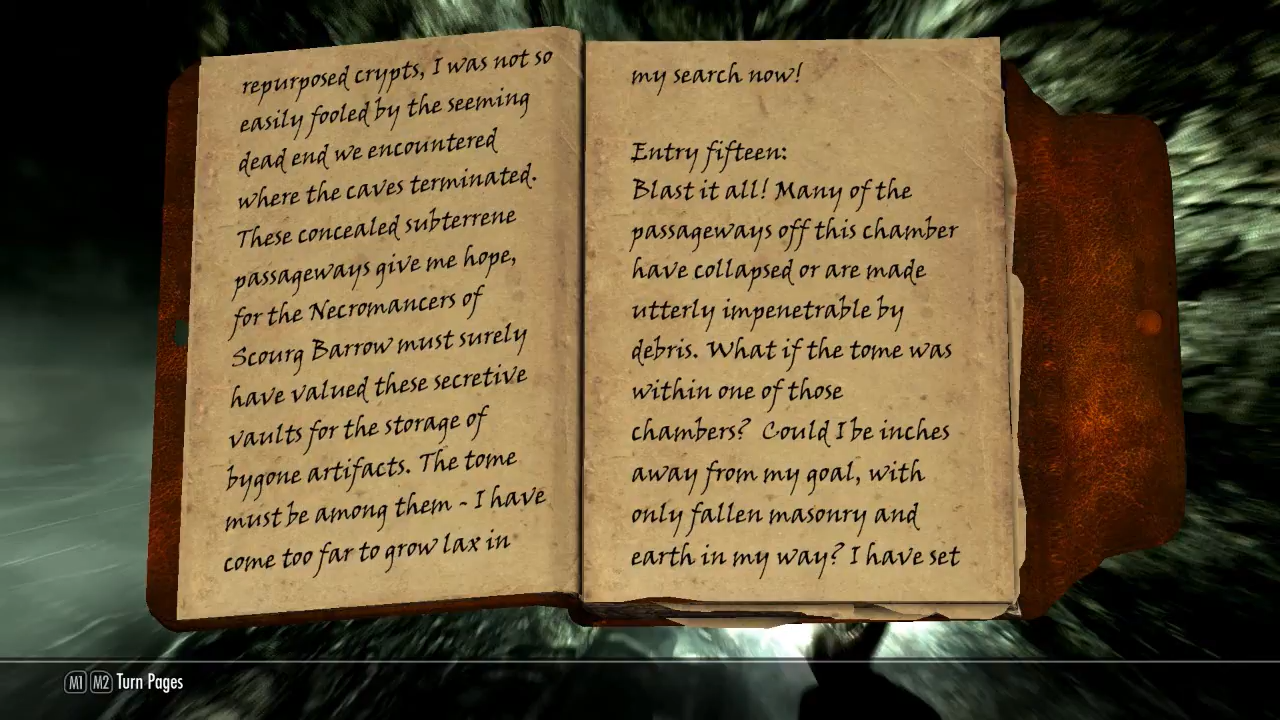 repurposed crypts, I was not so
easily fooled by the seeming
dead end we encountered
where the caves terminated.
These concealed subterrene
passageways give me hope,
for the Necromancers of
Scourg Barrow must surely
have valued these secretive
vaults for the storage of
bygone artifacts. The tome
must be among them - I have
come too far to grow lax in
my search now!
Entry fifteen:
Blast it all! Many of the
passageways off this chamber
have collapsed or are made
utterly impenetrable by
debris. What if the tome was
within one of those
chambers? Could I be inches
away from my goal, with
only fallen masonry and
earth in my way? I have set
M1 M2 Turn Pages